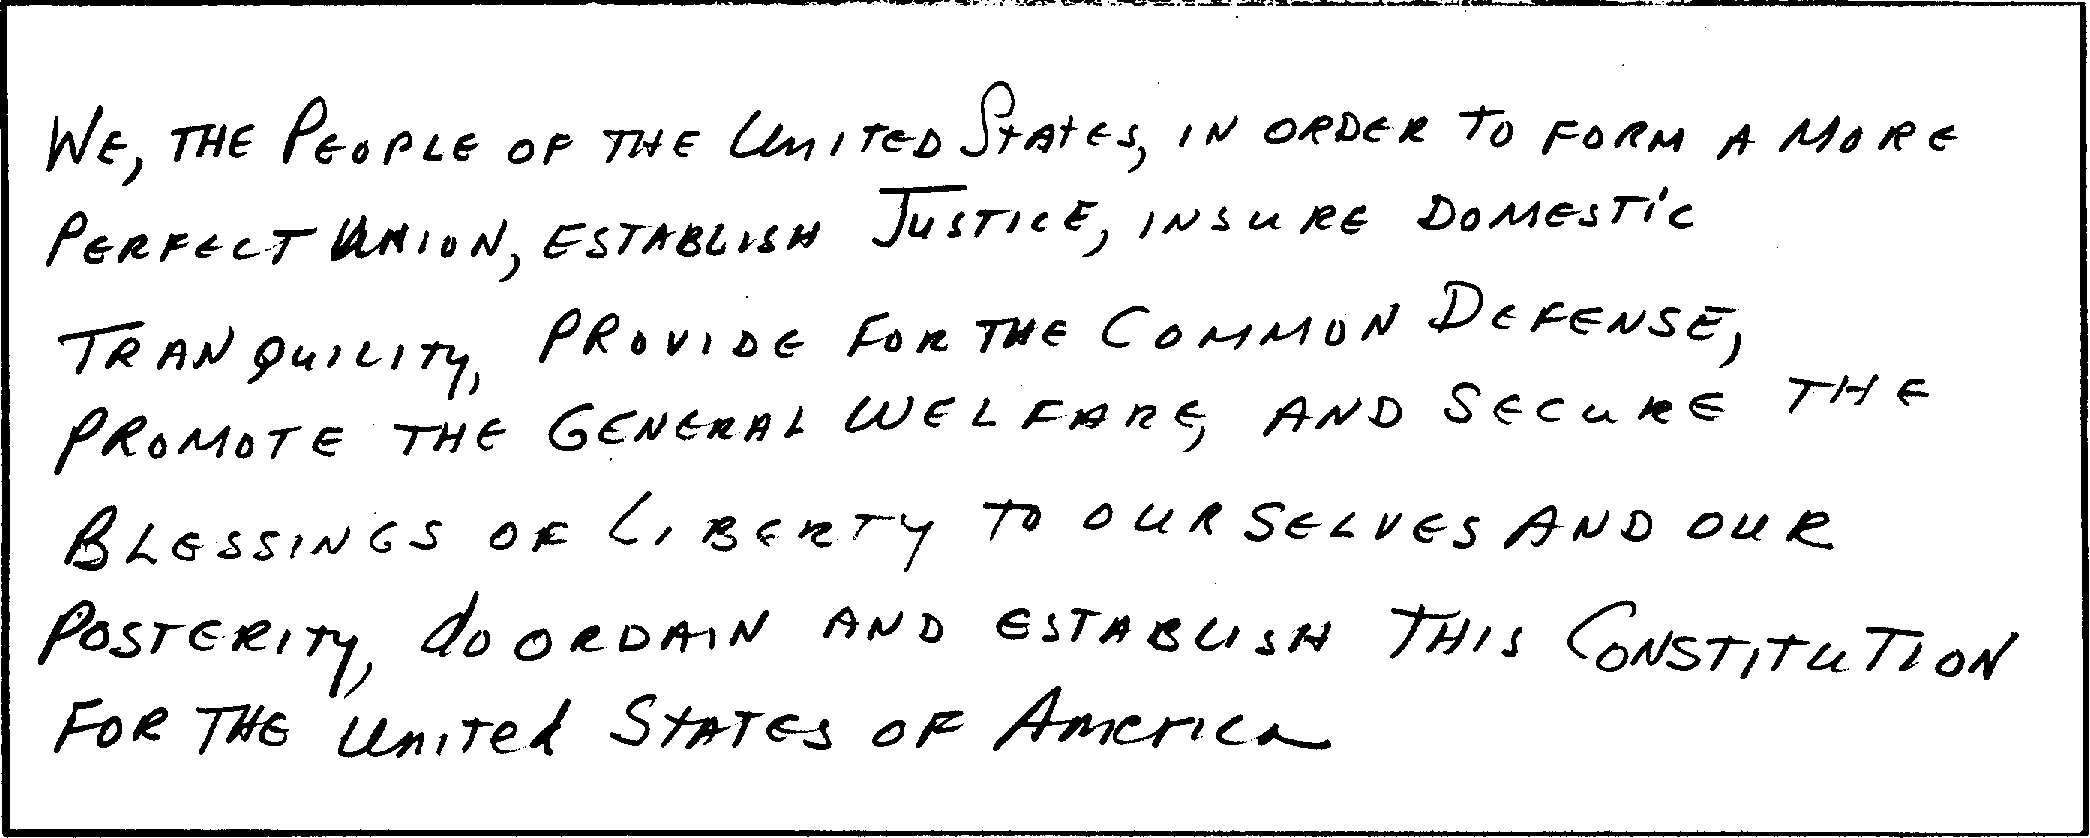 WE, THE PEOPLE OF THE UNITED STATES, IN ORDER TO FORM A MORE
PERFECT UNION, ESTABLISH JUSTICE, INSURE DOMESTIC
TRANQUILITY, PROVIDE FOR THE COMMON DEFENSE,
PROMOTE THE GENERAL WELFARE, AND SECURE THE
BLESSINGS OF LIBERTY TO OURSELVES AND OUR
POSTERITY, do ORDAIN AND ESTABLISH THIS CONSTITUTION
FOR THE United STATES OF America